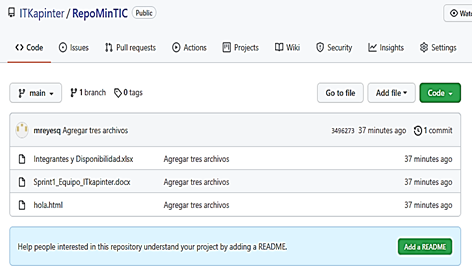 ITKapinter / RepoMinTIC Public
Code Issues Pull requests Actions Projects Wiki Security Insights Settings
main 1 branch 0 tags Go to file Add file Code
mreyesq Agregar tres archivos 3496273 37 minutes ago 1 commit
Integrantes y Disponibilidad.xlsx Agregar tres archivos 37 minutes ago
Sprint1_Equipo_ITkapinter.docx Agregar tres archivos 37 minutes ago
hola.html Agregar tres archivos 37 minutes ago
Help people interested in this repository understand your project by adding a README. Add a README